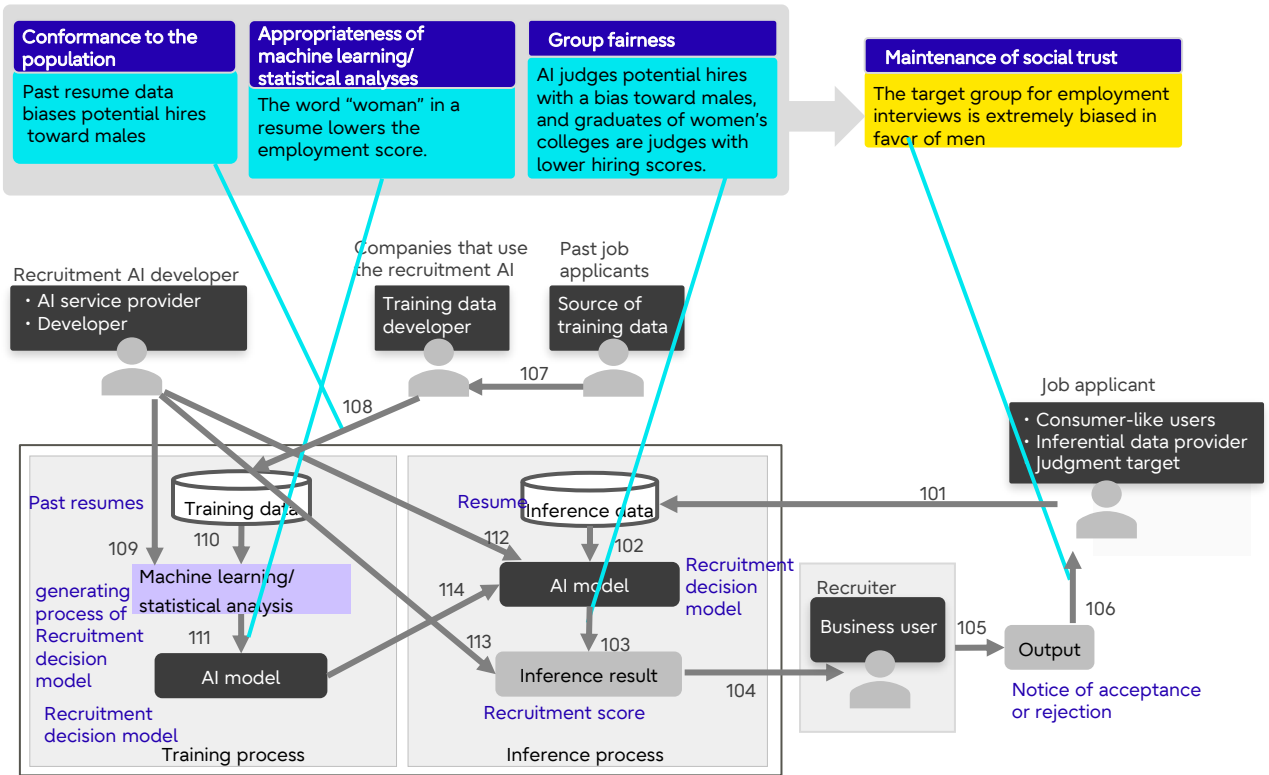 Conformance to the
population
Past resume data
biases potential hires
toward males
Appropriateness of
machine learning/
statistical analyses
The word “woman” in a
resume lowers the
employment score.
Group fairness
AI judges potential hires
with a bias toward males,
and graduates of women’s
colleges are judges with
lower hiring scores.
Maintenance of social trust
The target group for employment
interviews is extremely biased in
favor of men
Recruitment AI developer
・AI service provider
・Developer
Companies that use
the recruitment AI
Training data
developer
Past job
applicants
Source of
training data
107
108
Job applicant
・Consumer-like users
・Inferential data provider
Judgment target
101
Past resumes
Training data
109
110
generating
process of
Recruitment
decision
model
Machine learning/
statistical analysis
111
AI model
Recruitment
decision model
Training process
Resume
Inference data
112
102
114
AI model
Recruitment
decision
model
113
103
Inference result
Recruitment score
Inference process
104
Recruiter
Business user
105
Output
106
Notice of acceptance
or rejection